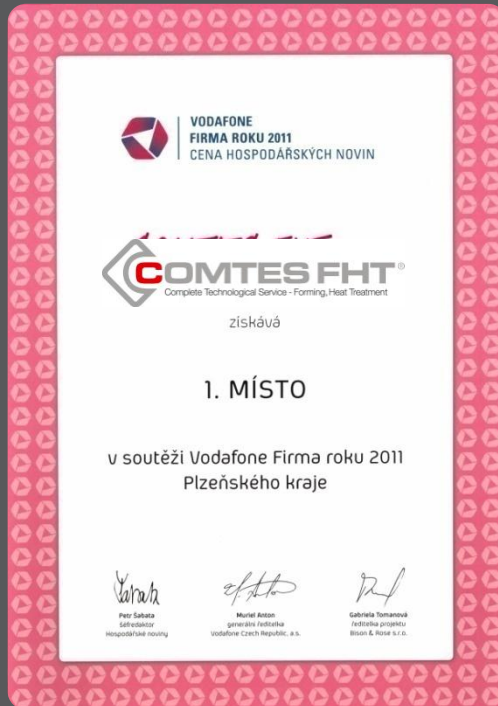 VODAFONE
FIRMA ROKU 2011
CENA HOSPODÁŘSKÝCH NOVIN
COMTES FHT®
Complete Technological Service - Forming, Heat Treatment
získává
1. MÍSTO
v soutěži Vodafone Firma roku 2011
Plzeňského kraje
Petr Šabata
šéfredaktor
Hospodářské noviny
Muriel Anton
generální ředitelka
Vodafone Czech Republic, a.s.
Gabriela Tomanová
ředitelka projektu
Bison & Rose s.r.o.